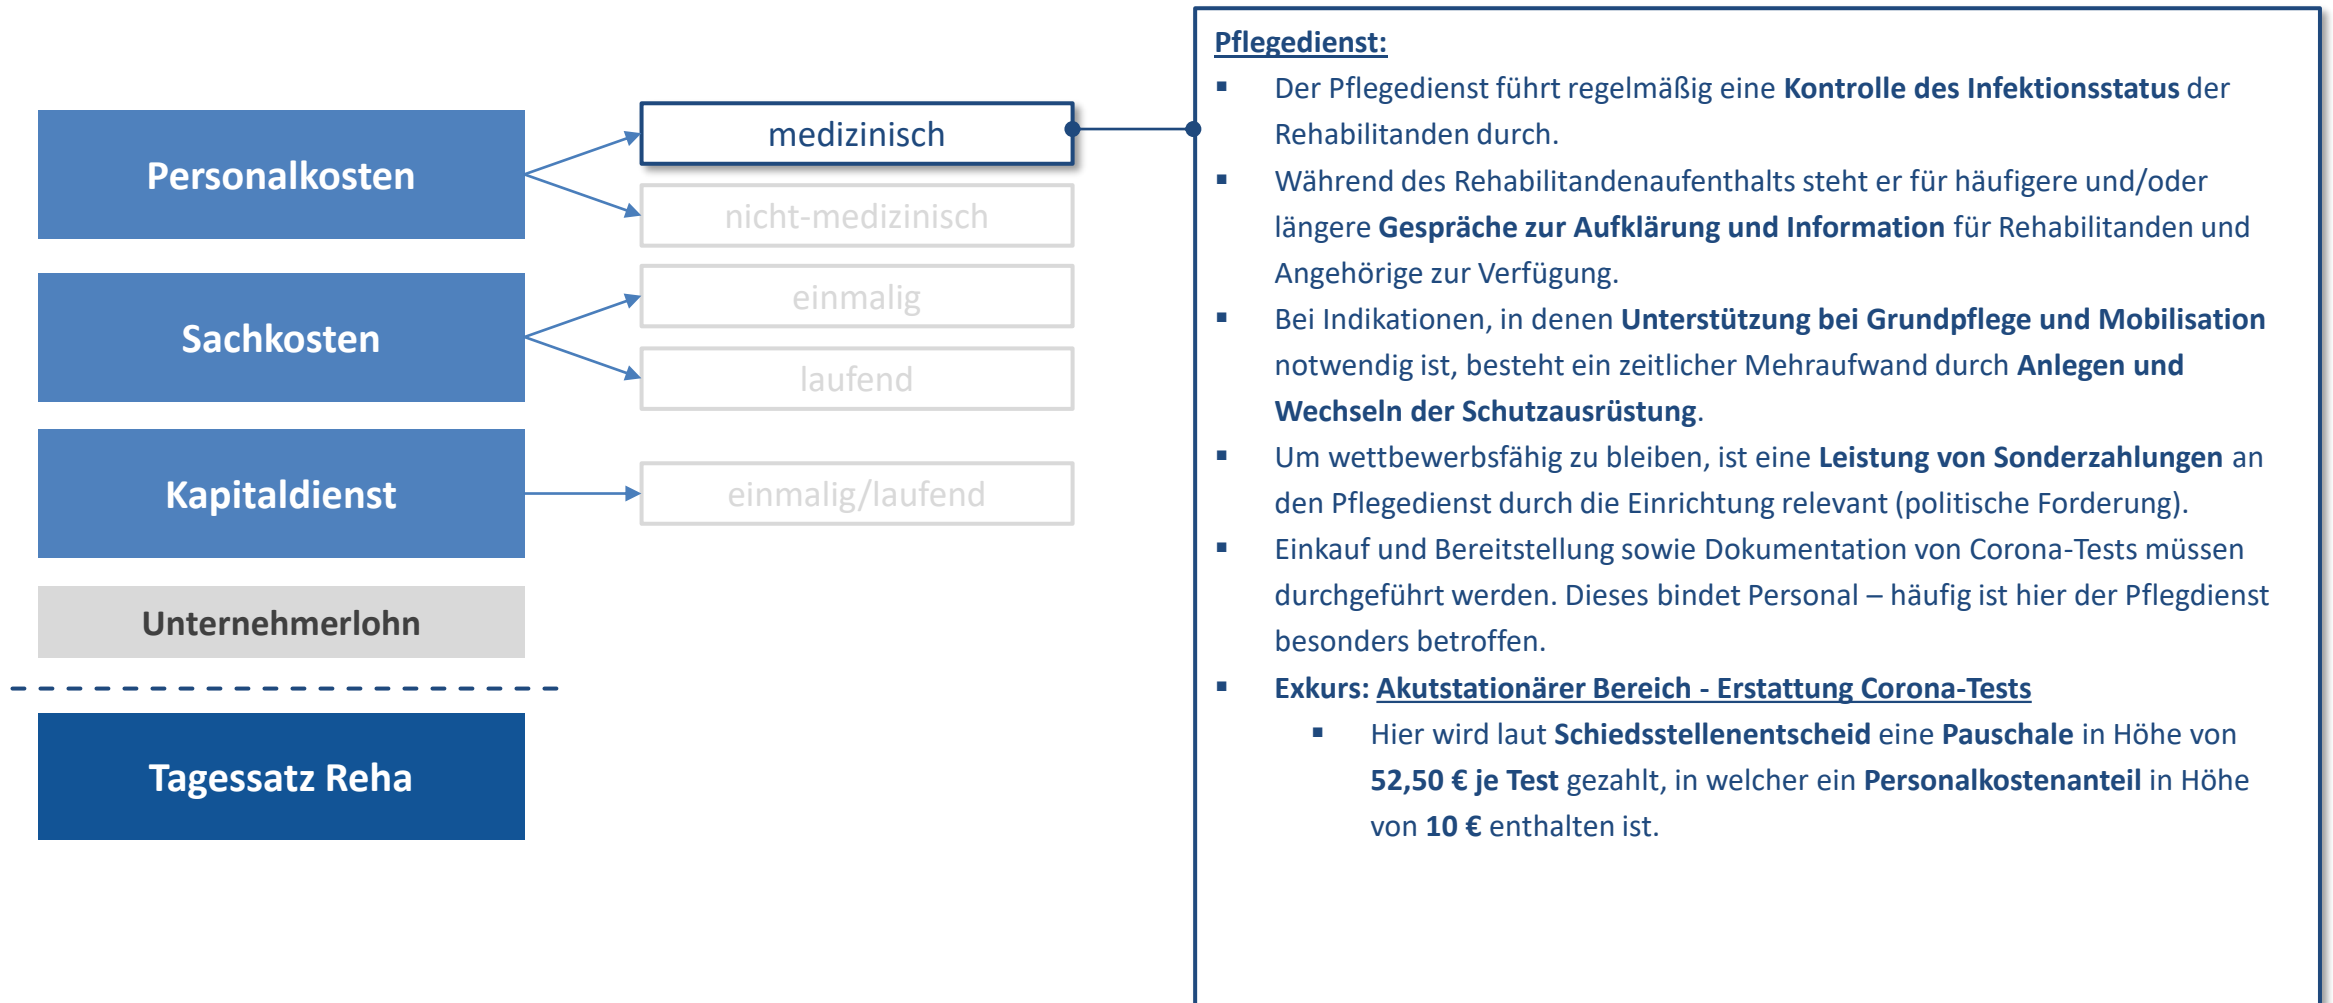 Personalkosten
medizinisch
nicht-medizinisch
Sachkosten
einmalig
laufend
Kapitaldienst
einmalig/laufend
Unternehmerlohn
Tagessatz Reha
Pflegedienst:
▪ Der Pflegedienst führt regelmäßig eine Kontrolle des Infektionsstatus der
Rehabilitanden durch.
▪ Während des Rehabilitandenaufenthalts steht er für häufigere und/oder
längere Gespräche zur Aufklärung und Information für Rehabilitanden und
Angehörige zur Verfügung.
▪ Bei Indikationen, in denen Unterstützung bei Grundpflege und Mobilisation
notwendig ist, besteht ein zeitlicher Mehraufwand durch Anlegen und
Wechseln der Schutzausrüstung.
▪ Um wettbewerbsfähig zu bleiben, ist eine Leistung von Sonderzahlungen an
den Pflegedienst durch die Einrichtung relevant (politische Forderung).
▪ Einkauf und Bereitstellung sowie Dokumentation von Corona-Tests müssen
durchgeführt werden. Dieses bindet Personal – häufig ist hier der Pflegdienst
besonders betroffen.
▪ Exkurs: Akutstationärer Bereich - Erstattung Corona-Tests
▪ Hier wird laut Schiedsstellenentscheid eine Pauschale in Höhe von
52,50 € je Test gezahlt, in welcher ein Personalkostenanteil in Höhe
von 10 € enthalten ist.